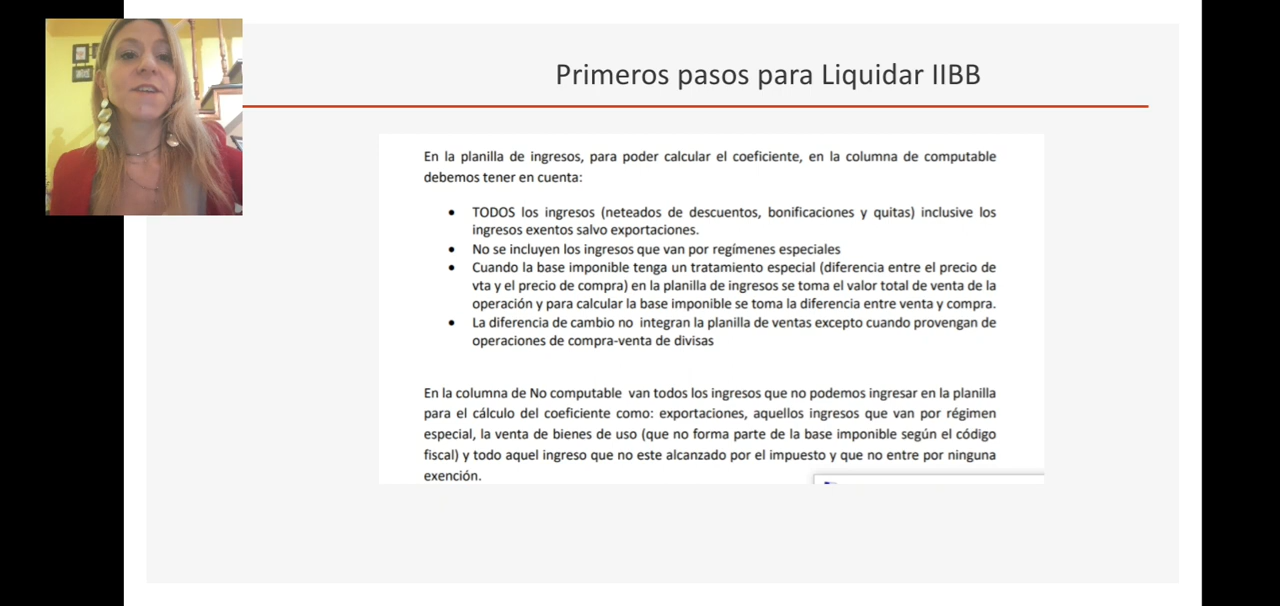 Primeros pasos para Liquidar IIBB
En la planilla de ingresos, para poder calcular el coeficiente, en la columna de computable
debemos tener en cuenta:
• TODOS los ingresos (neteados de descuentos, bonificaciones y quitas) inclusive los
ingresos exentos salvo exportaciones.
• No se incluyen los ingresos que van por regímenes especiales
• Cuando la base imponible tenga un tratamiento especial (diferencia entre el precio de
vta y el precio de compra) en la planilla de ingresos se toma el valor total de venta de la
operación y para calcular la base imponible se toma la diferencia entre venta y compra.
• La diferencia de cambio no integran la planilla de ventas excepto cuando provengan de
operaciones de compra-venta de divisas
En la columna de No computable van todos los ingresos que no podemos ingresar en la planilla
para el cálculo del coeficiente como: exportaciones, aquellos ingresos que van por régimen
especial, la venta de bienes de uso (que no forma parte de la base imponible según el código
fiscal) y todo aquel ingreso que no este alcanzado por el impuesto y que no entre por ninguna
exención.